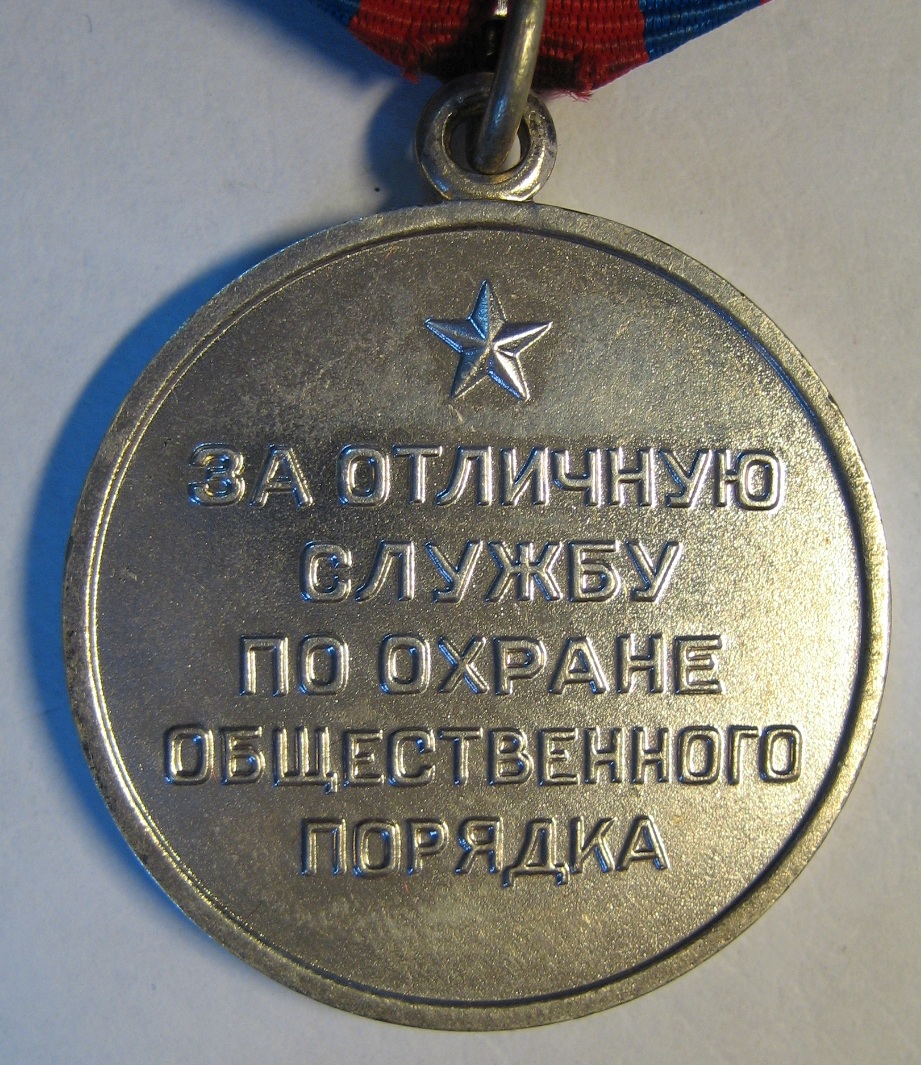 ЗА ОТЛИЧНУЮ
СЛУЖБУ
ПО ОХРАНЕ
ОБЩЕСТВЕННОГО
ПОРЯДКА